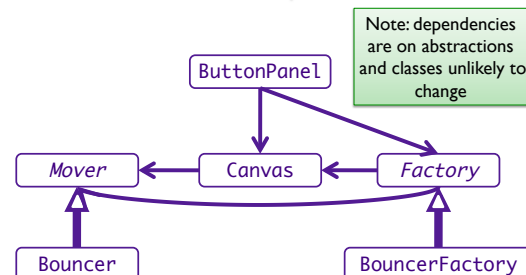 Note: dependencies
are on abstractions
and classes unlikely to
change
ButtonPanel
Mover
Canvas
Factory
Bouncer
BouncerFactory